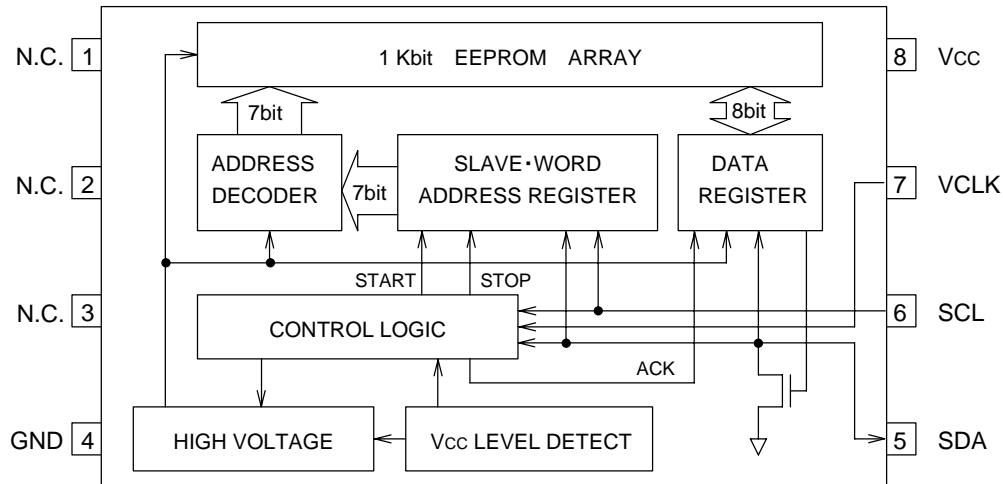 N.C. 1
1 Kbit EEPROM ARRAY
8 VCC
7bit
8bit
N.C. 2
ADDRESS
DECODER
7bit
SLAVE・WORD
ADDRESS REGISTER
DATA
REGISTER
7 VCLK
START
STOP
N.C. 3
CONTROL LOGIC
6 SCL
ACK
GND 4
HIGH VOLTAGE
VCC LEVEL DETECT
5 SDA